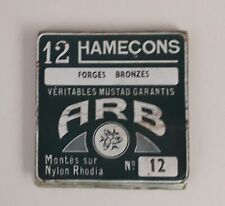 12 HAMEÇONS
FORGES BRONZES
VÉRITABLES MUSTAD GARANTIS
ARB
Montés sur
Nylon Rhodia
No. 12